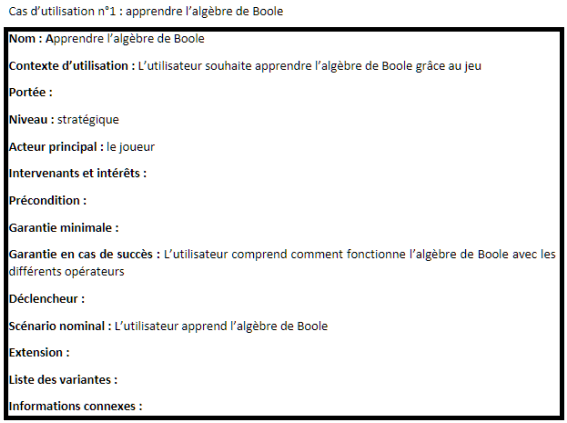 Cas d’utilisation n°1 : apprendre l’algèbre de Boole
Nom : Apprendre l’algèbre de Boole
Contexte d’utilisation : L’utilisateur souhaite apprendre l’algèbre de Boole grâce au jeu
Portée :
Niveau : stratégique
Acteur principal : le joueur
Intervenants et intérêts :
Précondition :
Garantie minimale :
Garantie en cas de succès : L’utilisateur comprend comment fonctionne l’algèbre de Boole avec les
différents opérateurs
Déclencheur :
Scénario nominal : L’utilisateur apprend l’algèbre de Boole
Extension :
Liste des variantes :
Informations connexes :